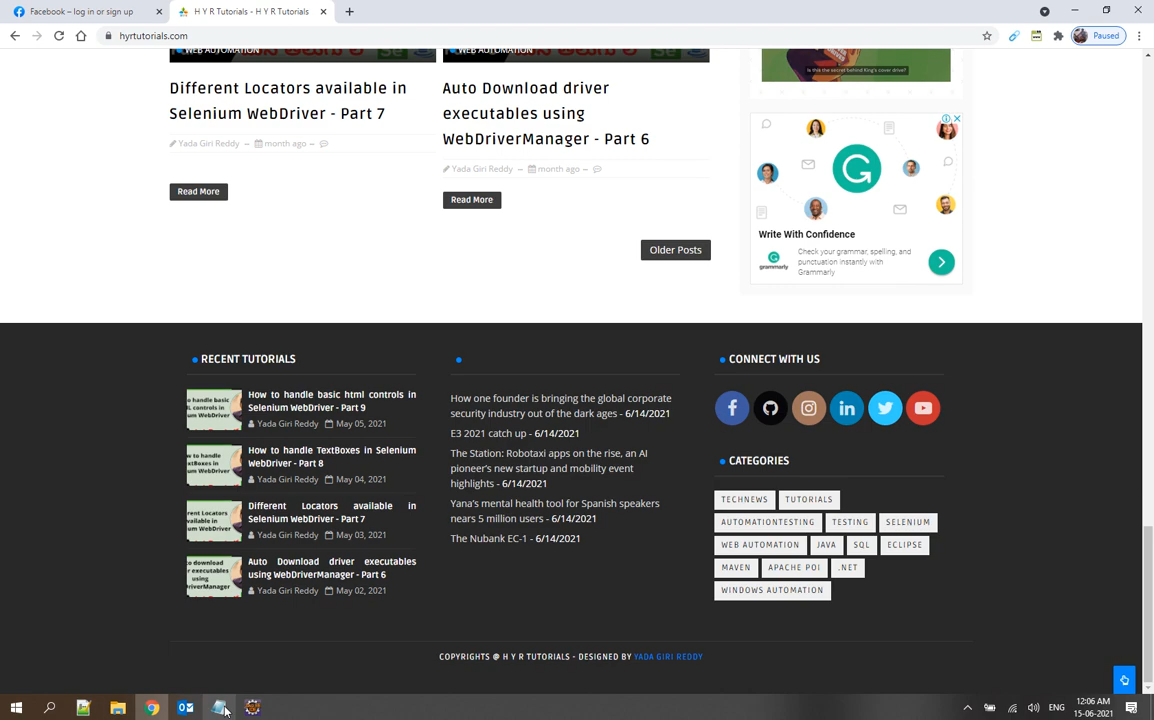 Facebook – log in or sign up
H Y R Tutorials - H Y R Tutorials
hyrtutorials.com
Paused
WEB AUTOMATION
WEB AUTOMATION
Is this the secret behind King's cover drive?
Different Locators available in
Selenium WebDriver - Part 7
Yada Giri Reddy – month ago –
Read More
Auto Download driver
executables using
WebDriverManager - Part 6
Yada Giri Reddy – month ago –
Read More
Older Posts
Write With Confidence
grammarly
Check your grammar, spelling, and
punctuation instantly with
Grammarly
RECENT TUTORIALS
How to handle basic html controls in
Selenium WebDriver - Part 9
Yada Giri Reddy May 05, 2021
How to handle TextBoxes in Selenium
WebDriver - Part 8
Yada Giri Reddy May 04, 2021
Different Locators available in
Selenium WebDriver - Part 7
Yada Giri Reddy May 03, 2021
Auto Download driver executables
using WebDriverManager - Part 6
Yada Giri Reddy May 02, 2021
How one founder is bringing the global corporate
security industry out of the dark ages - 6/14/2021
E3 2021 catch up - 6/14/2021
The Station: Robotaxi apps on the rise, an AI
pioneer's new startup and mobility event
highlights - 6/14/2021
Yana's mental health tool for Spanish speakers
nears 5 million users - 6/14/2021
The Nubank EC-1 - 6/14/2021
CONNECT WITH US
CATEGORIES
TECHNEWS TUTORIALS
AUTOMATIONTESTING TESTING SELENIUM
WEB AUTOMATION JAVA SQL ECLIPSE
MAVEN APACHE POI .NET
WINDOWS AUTOMATION
COPYRIGHTS @ H Y R TUTORIALS - DESIGNED BY YADA GIRI REDDY
ENG
12:06 AM
15-06-2021